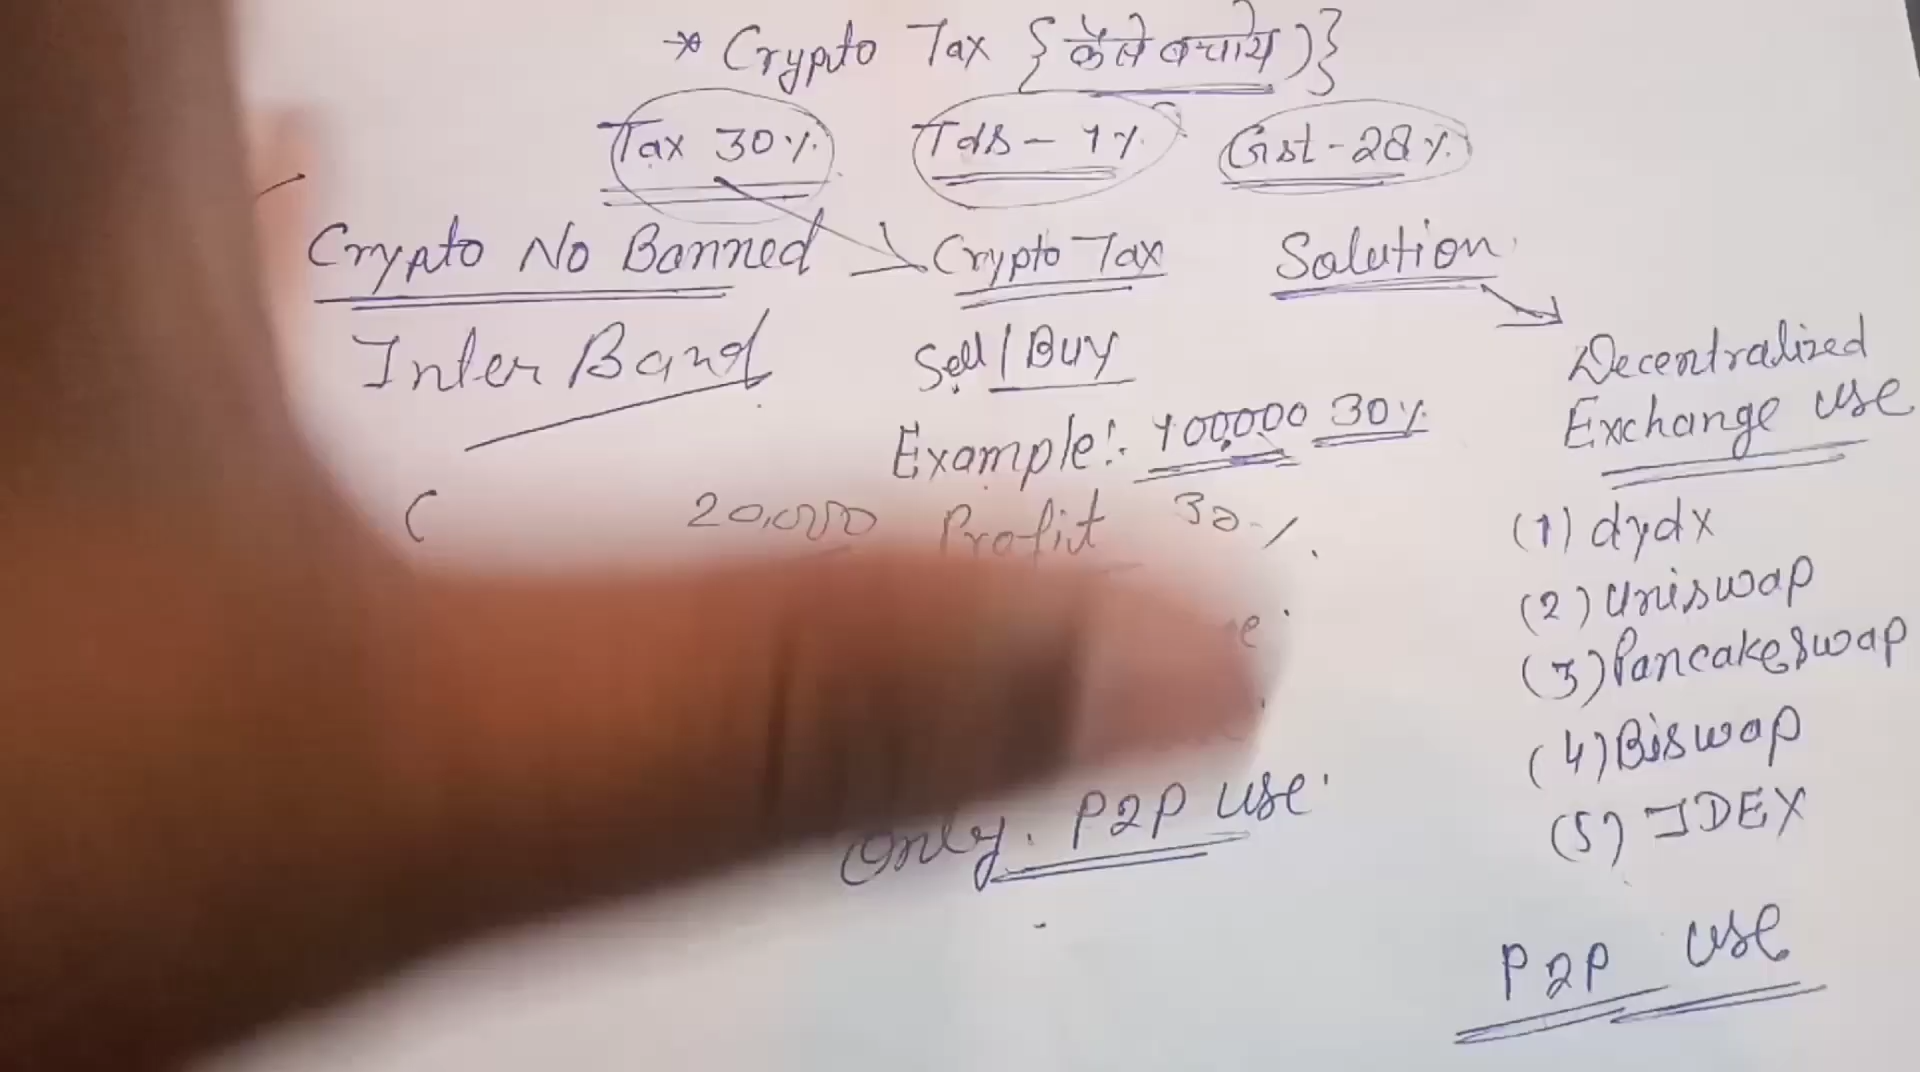 * Crypto Tax {कैसे बचाये)}
Tax 30%. Tds - 1% Gst - 28%.
Crypto No Banned → Crypto Tax
Inter Band
Sell / Buy
Example:- 100,000 30%
20,000 Profit 30%.
Only. P2P use.
Solution
Decentralized
Exchange use
(1) dydx
(2) Uniswap
(3) Pancakeswap
(4) Biswap
(5) IDEX
P2P use